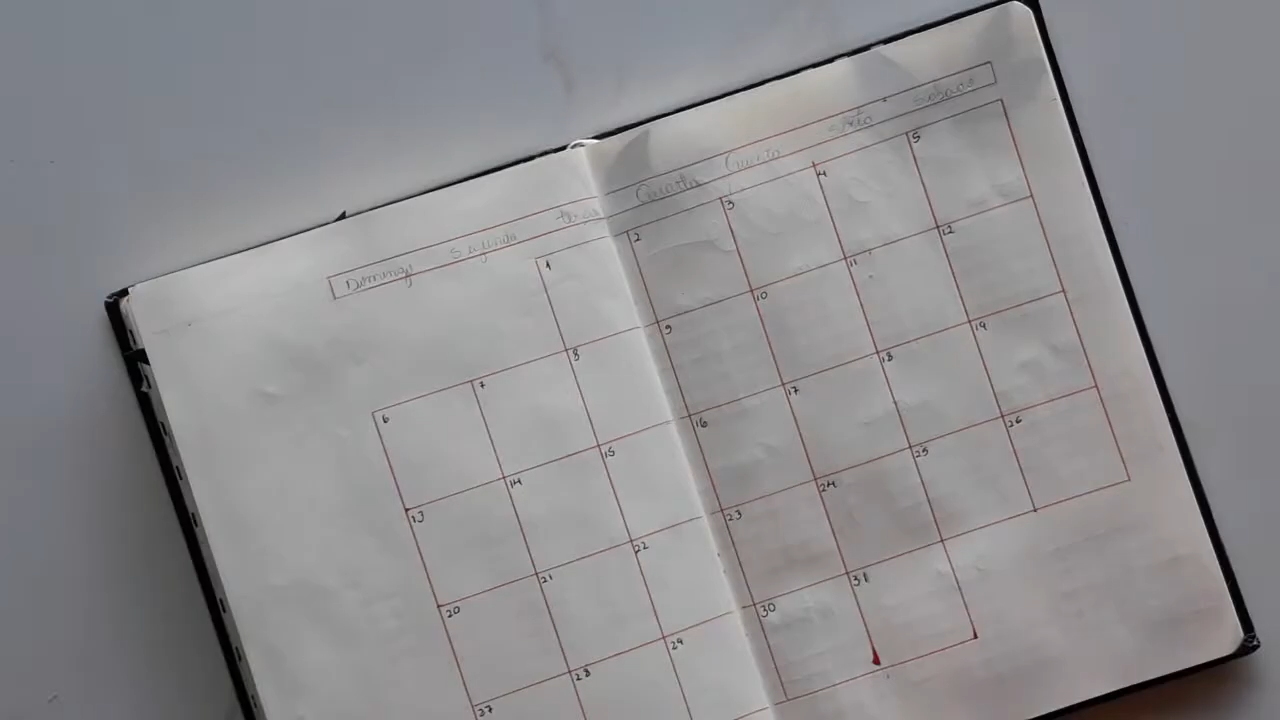 Domingo Segunda terça Quarta Quinta sexta Sabado
1 2 3 4 5
6 7 8 9 10 11 12
13 14 15 16 17 18 19
20 21 22 23 24 25 26
27 28 29 30 31